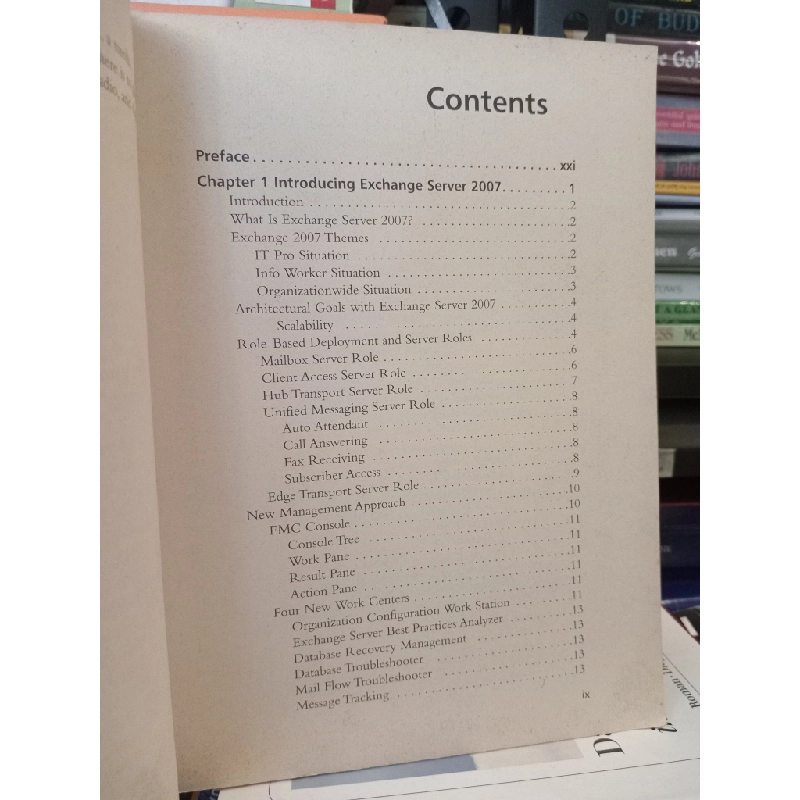 Contents
Preface. . . . . . . . . . . . . . . . . . . . . . . . . . . . . . . . . . . xxi
Chapter 1 Introducing Exchange Server 2007. . . . . . . . . 1
Introduction . . . . . . . . . . . . . . . . . . . . . . . . . . . . . . . .2
What Is Exchange Server 2007? . . . . . . . . . . . . . . . . . . .2
Exchange 2007 Themes . . . . . . . . . . . . . . . . . . . . . . . .2
IT Pro Situation . . . . . . . . . . . . . . . . . . . . . . . . . . . .2
Info Worker Situation . . . . . . . . . . . . . . . . . . . . . . . .3
Organizationwide Situation . . . . . . . . . . . . . . . . . . . .3
Architectural Goals with Exchange Server 2007 . . . . . . . . .4
Scalability . . . . . . . . . . . . . . . . . . . . . . . . . . . . .4
Role Based Deployment and Server Roles . . . . . . . . . . .4
Mailbox Server Role . . . . . . . . . . . . . . . . . . . . . . . . .6
Client Access Server Role . . . . . . . . . . . . . . . . . . . . .6
Hub Transport Server Role . . . . . . . . . . . . . . . . . . . .7
Unified Messaging Server Role . . . . . . . . . . . . . . . . . .8
Auto Attendant . . . . . . . . . . . . . . . . . . . . . . . . . .8
Call Answering . . . . . . . . . . . . . . . . . . . . . . . . . .8
Fax Receiving . . . . . . . . . . . . . . . . . . . . . . . . . . .8
Subscriber Access . . . . . . . . . . . . . . . . . . . . . . . . .8
Edge Transport Server Role . . . . . . . . . . . . . . . . . . .9
New Management Approach . . . . . . . . . . . . . . . . . . .10
EMC Console . . . . . . . . . . . . . . . . . . . . . . . . . . . .10
Console Tree . . . . . . . . . . . . . . . . . . . . . . . . . . .11
Work Pane . . . . . . . . . . . . . . . . . . . . . . . . . . . .11
Result Pane . . . . . . . . . . . . . . . . . . . . . . . . . . .11
Action Pane . . . . . . . . . . . . . . . . . . . . . . . . . . .11
Four New Work Centers . . . . . . . . . . . . . . . . . . . . .11
Organization Configuration Work Station . . . . . . . .11
Exchange Server Best Practices Analyzer . . . . . . . . .13
Database Recovery Management . . . . . . . . . . . . .13
Database Troubleshooter . . . . . . . . . . . . . . . . . .13
Mail Flow Troubleshooter . . . . . . . . . . . . . . . . . .13
Message Tracking . . . . . . . . . . . . . . . . . . . . . . .13
ix
OF BUD